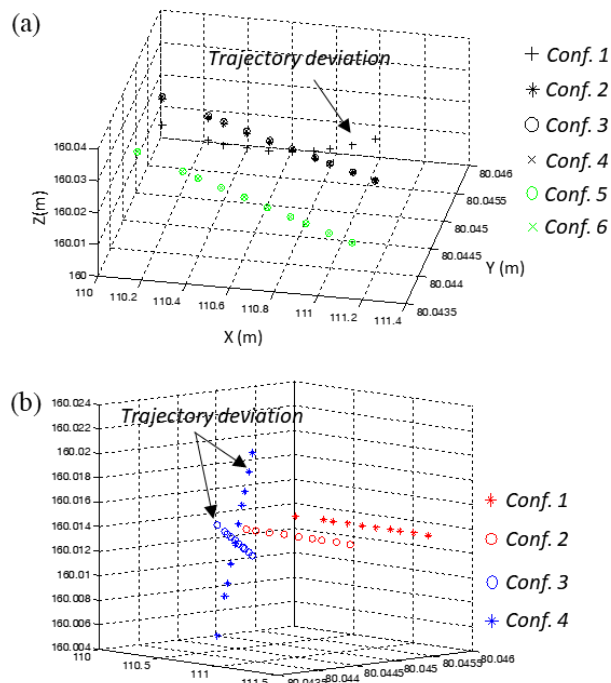 (a)
Trajectory deviation
Conf. 1
Conf. 2
Conf. 3
Conf. 4
Conf. 5
Conf. 6
160.04
160.03
160.02
160.01
160
Z(m)
110
110.2
110.4
110.6
110.8
111
111.2
111.4
X (m)
80.0435
80.044
80.0445
80.045
80.0455
80.046
Y (m)
(b)
Trajectory deviation
160.024
160.022
160.02
160.018
160.016
160.014
160.012
160.01
160.008
160.006
160.004
110
110.5
111
111.5
80.0435
80.044
80.0445
80.045
80.0455
80.046
Conf. 1
Conf. 2
Conf. 3
Conf. 4